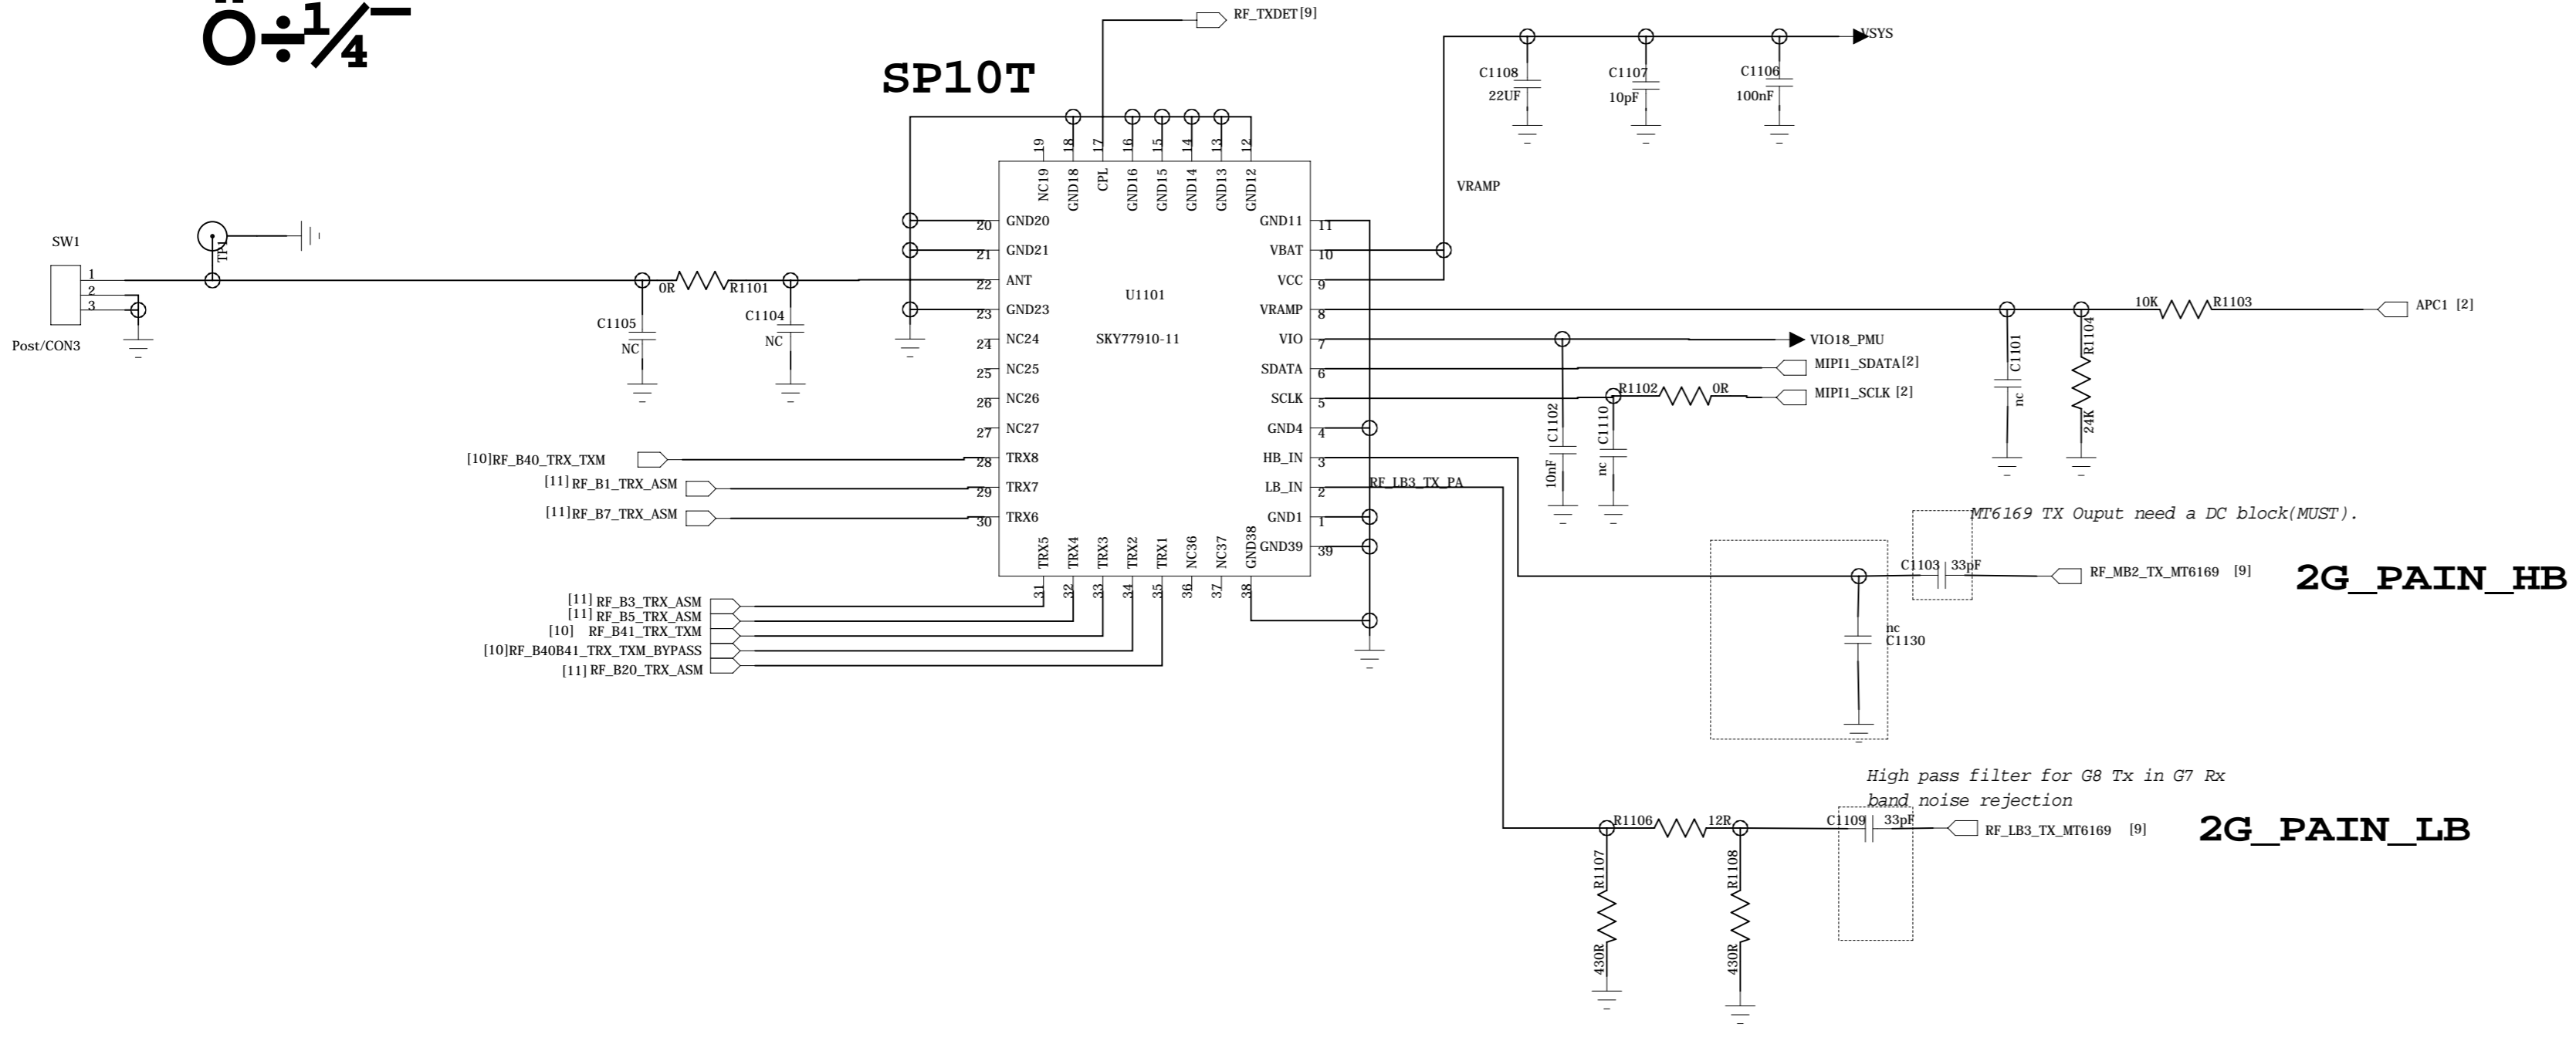 Ö÷¼¯
RF_TXDET[9]
VSYS
SP10T
C1108
22UF
C1107
10pF
C1106
100nF
19
18
17
16
15
14
13
12
NC19
GND18
CPL
GND16
GND15
GND14
GND13
GND12
VRAMP
SW1
1
2
3
Post/CON3
TP1
0R
R1101
C1105
NC
C1104
NC
20
GND20
21
GND21
22
ANT
23
GND23
24
NC24
25
NC25
26
NC26
27
NC27
28
TRX8
29
TRX7
30
TRX6
U1101
SKY77910-11
GND11
11
VBAT
10
VCC
9
VRAMP
8
VIO
7
SDATA
6
SCLK
5
GND4
4
HB_IN
3
LB_IN
2
GND1
1
GND39
39
TRX5
TRX4
TRX3
TRX2
TRX1
NC36
NC37
GND38
31
32
33
34
35
36
37
38
10K
R1103
APC1 [2]
C1101
nc
R1104
24K
VIO18_PMU
MIPI1_SDATA[2]
R1102
0R
MIPI1_SCLK [2]
C1102
10nF
C1110
nc
[10]RF_B40_TRX_TXM
[11]RF_B1_TRX_ASM
[11]RF_B7_TRX_ASM
[11] RF_B3_TRX_ASM
[11] RF_B5_TRX_ASM
[10] RF_B41_TRX_TXM
[10]RF_B40B41_TRX_TXM_BYPASS
[11] RF_B20_TRX_ASM
RF_LB3_TX_PA
MT6169 TX Ouput need a DC block(MUST).
C1103 33pF
RF_MB2_TX_MT6169 [9]
2G_PAIN_HB
nc
C1130
High pass filter for G8 Tx in G7 Rx
band noise rejection
R1106
12R
C1109 33pF
RF_LB3_TX_MT6169 [9]
2G_PAIN_LB
R1107
430R
R1108
430R